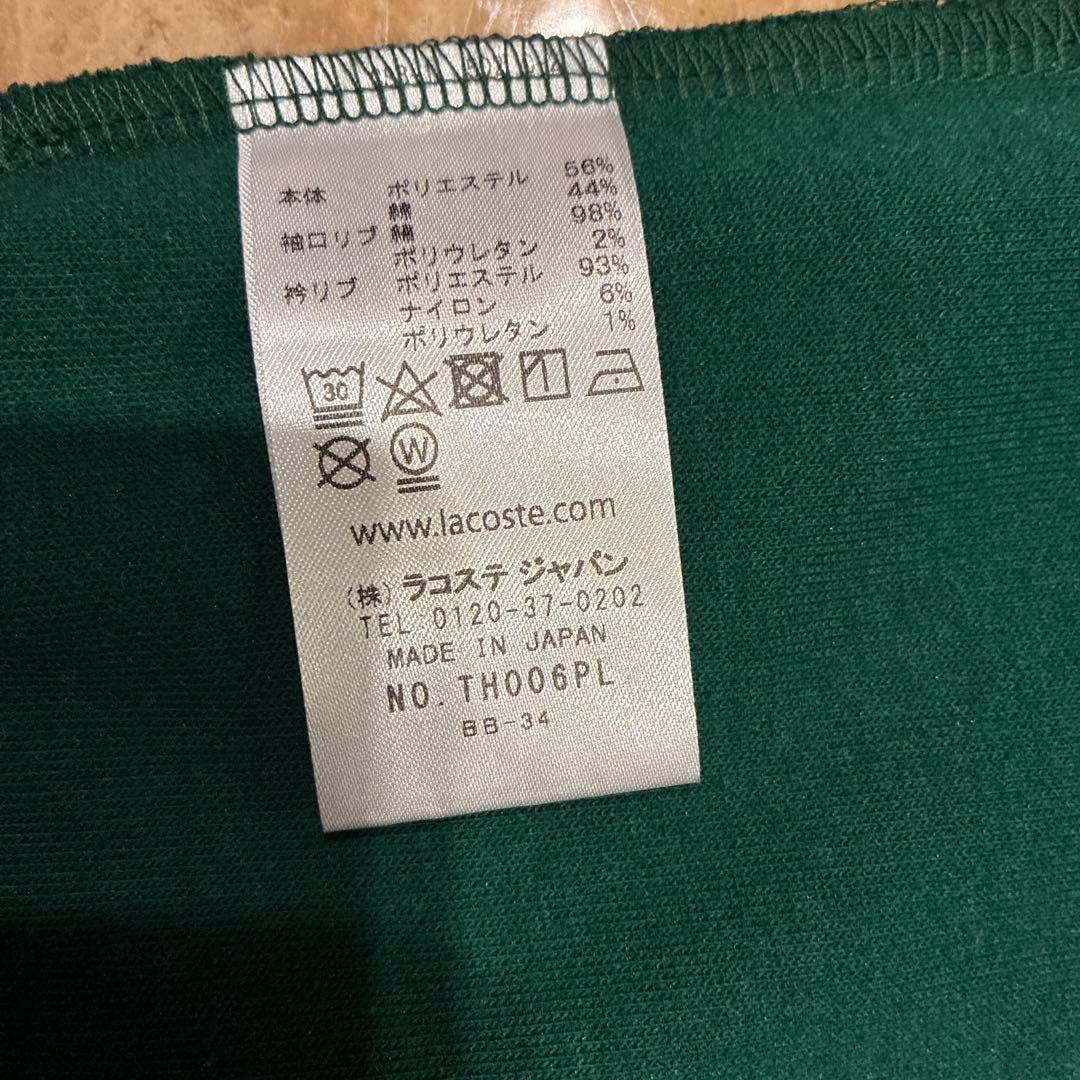 本体 ポリエステル 56%
綿 44%
袖口リブ 綿 98%
ポリウレタン 2%
衿リブ ポリエステル 93%
ナイロン 6%
ポリウレタン 1%
30
W
www.lacoste.com
(株) ラコステ ジャパン
TEL:0120-37-0202
MADE IN JAPAN
NO. TH006PL
BB-34